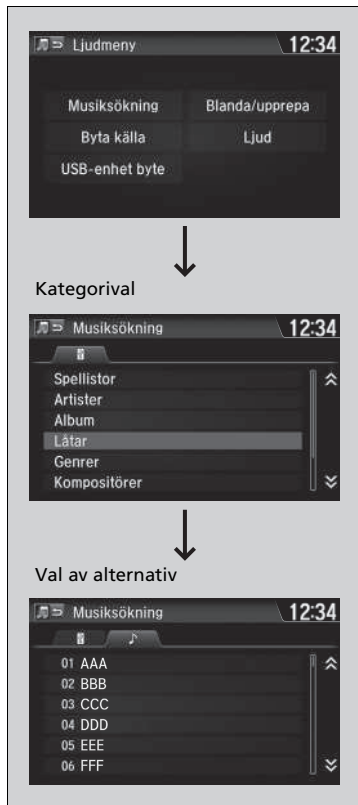 Ljudmeny 12:34
Musiksökning Blanda/upprepa
Byta källa Ljud
USB-enhet byte
Kategorival
Musiksökning 12:34
Spellistor
Artister
Album
Låtar
Genrer
Kompositörer
Val av alternativ
Musiksökning 12:34
01 AAA
02 BBB
03 CCC
04 DDD
05 EEE
06 FFF